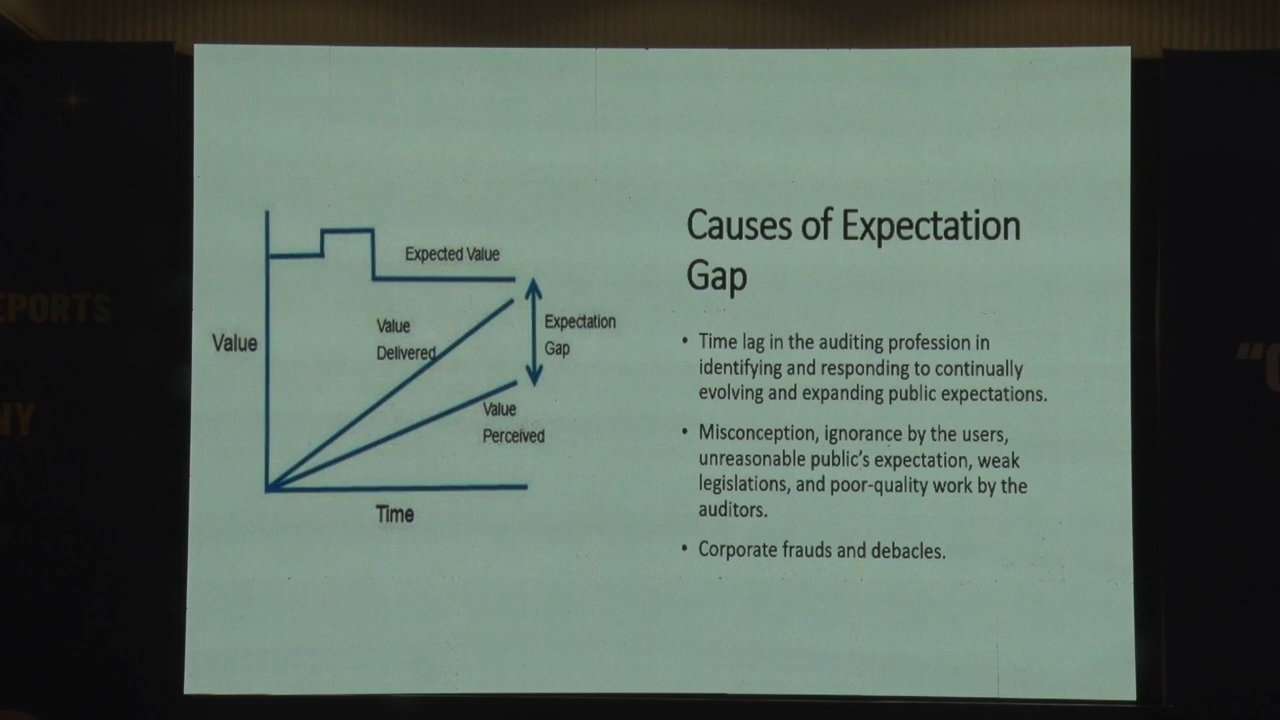 Causes of Expectation
Gap
Expected Value
Value
Delivered
Expectation
Gap
Value
Value
Perceived
Time
• Time lag in the auditing profession in
identifying and responding to continually
evolving and expanding public expectations.
• Misconception, ignorance by the users,
unreasonable public's expectation, weak
legislations, and poor-quality work by the
auditors.
• Corporate frauds and debacles.
EPORTS
NY